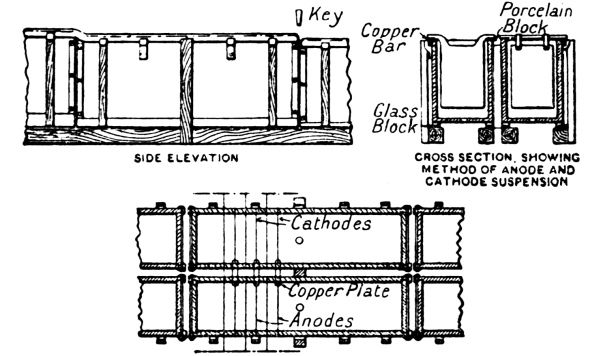 Key
SIDE ELEVATION
Porcelain
Block
Copper
Bar
Glass
Block
CROSS SECTION, SHOWING
METHOD OF ANODE AND
CATHODE SUSPENSION
Cathodes
Copper Plate
Anodes